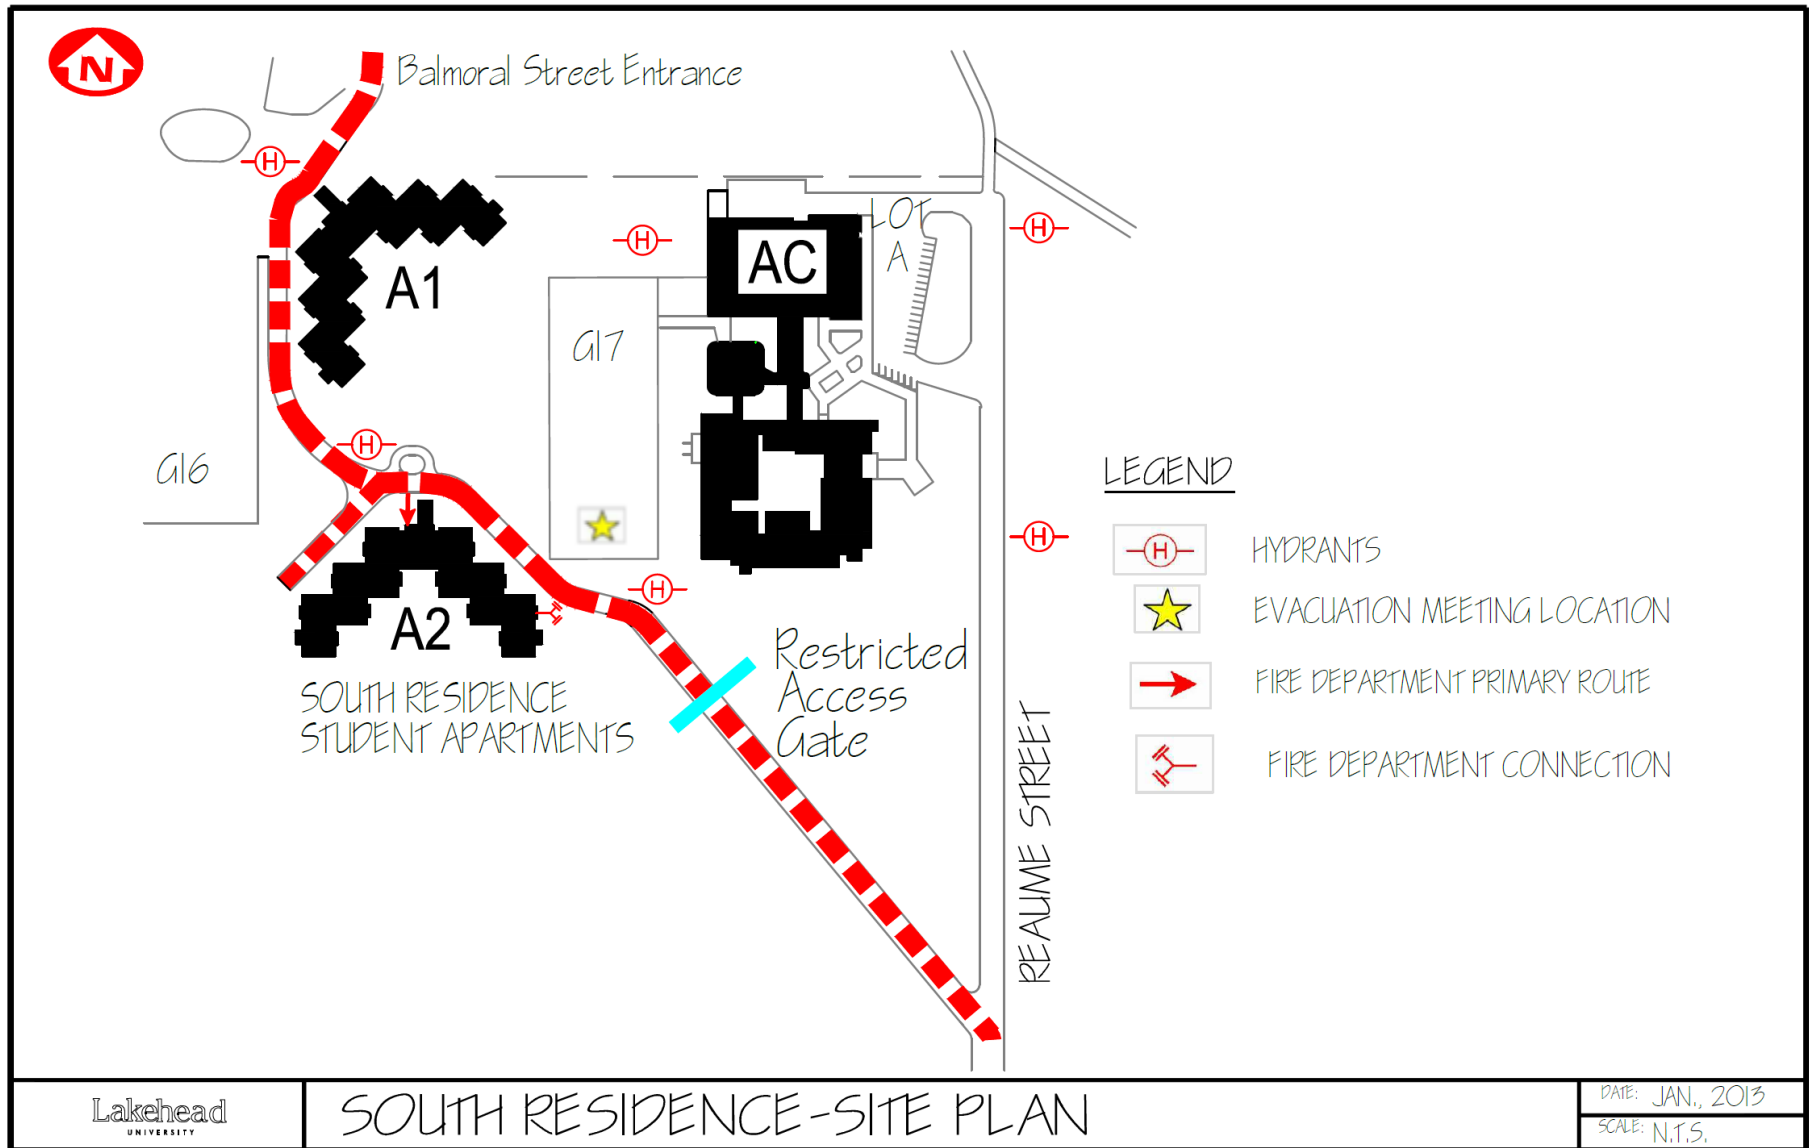 N
Balmoral Street Entrance
H
H
H
H
H
H
A1
AC
LOT
A
G17
G16
A2
SOUTH RESIDENCE
STUDENT APARTMENTS
Restricted
Access
Gate
REAUME STREET
LEGEND
H
HYDRANTS
EVACUATION MEETING LOCATION
FIRE DEPARTMENT PRIMARY ROUTE
FIRE DEPARTMENT CONNECTION
Lakehead
UNIVERSITY
SOUTH RESIDENCE-SITE PLAN
DATE: JAN., 2013
SCALE: N.T.S.